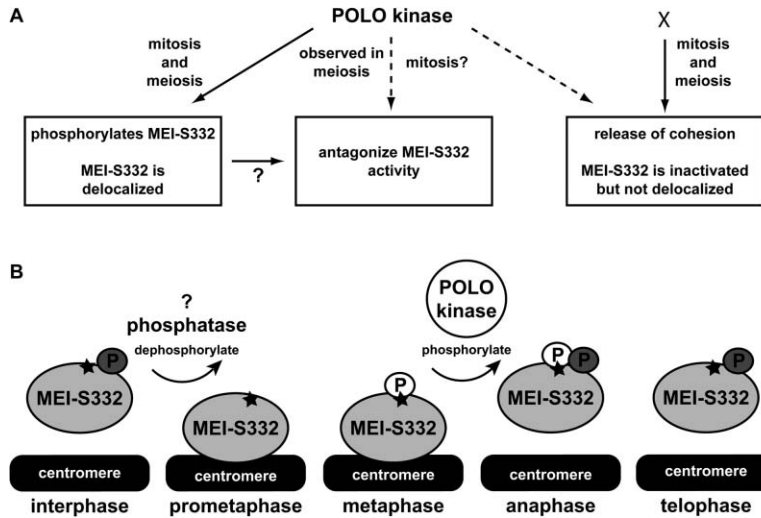 A
POLO kinase
X
mitosis
and
meiosis
observed in
meiosis
mitosis?
mitosis
and
meiosis
phosphorylates MEI-S332
MEI-S332 is
delocalized
?
antagonize MEI-S332
activity
release of cohesion
MEI-S332 is inactivated
but not delocalized
B
?
phosphatase
dephosphorylate
POLO
kinase
phosphorylate
P
MEI-S332
MEI-S332
P
MEI-S332
P
P
MEI-S332
P
MEI-S332
centromere
centromere
centromere
centromere
centromere
interphase
prometaphase
metaphase
anaphase
telophase